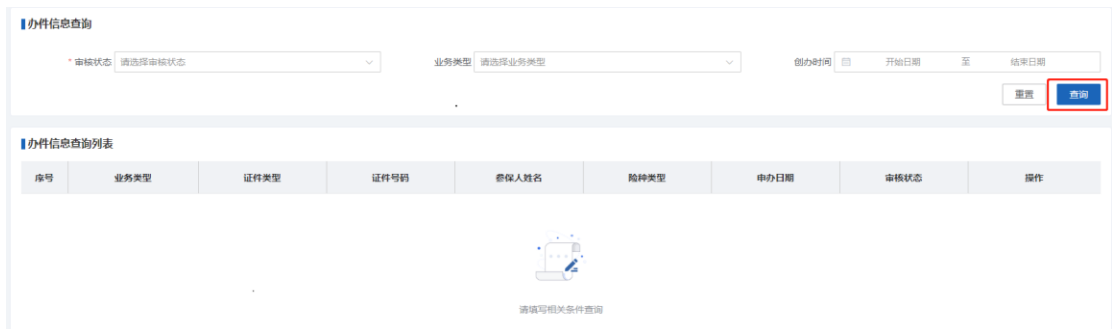 办件信息查询
* 审核状态 请选择审核状态 业务类型 请选择业务类型 创办时间 开始日期 至 结束日期
重置 查询
办件信息查询列表
序号 业务类型 证件类型 证件号码 参保人姓名 险种类型 申办日期 审核状态 操作
请填写相关条件查询